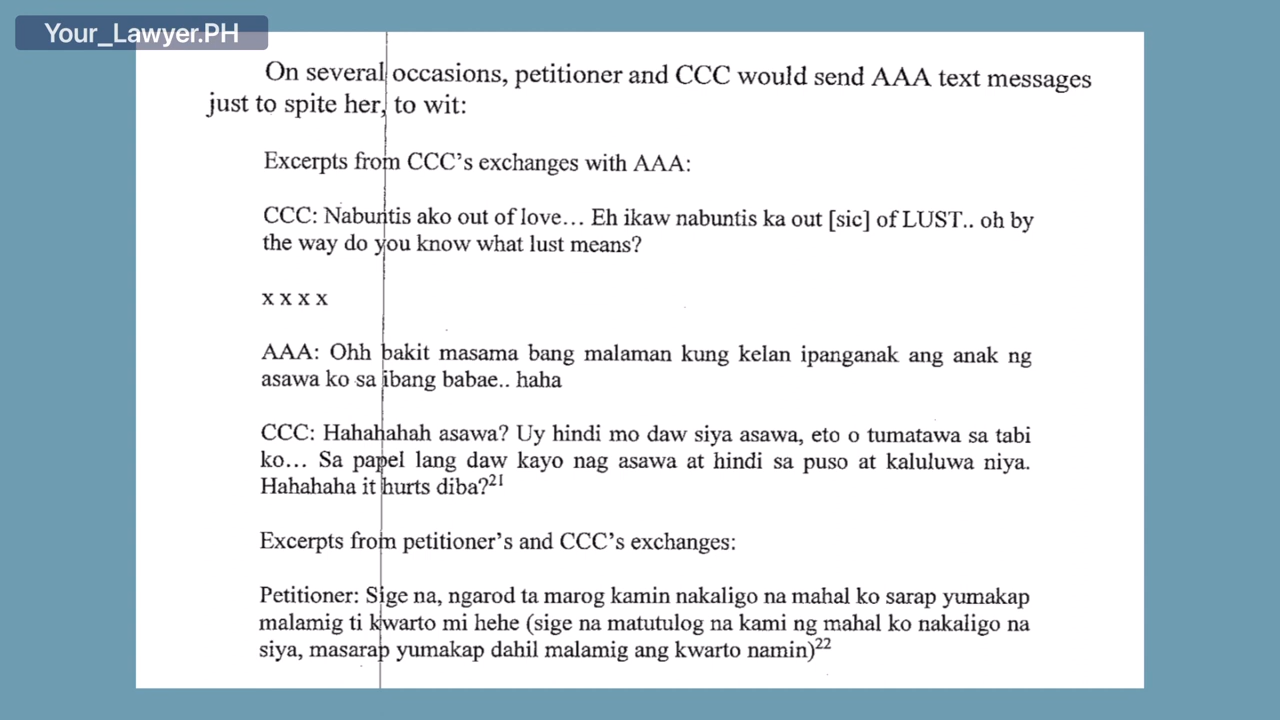 Your_Lawyer.PH
On several occasions, petitioner and CCC would send AAA text messages
just to spite her, to wit:
Excerpts from CCC's exchanges with AAA:
CCC: Nabuntis ako out of love… Eh ikaw nabuntis ka out [sic] of LUST.. oh by
the way do you know what lust means?
x x x x
AAA: Ohh bakit masama bang malaman kung kelan ipanganak ang anak ng
asawa ko sa ibang babae.. haha
CCC: Hahahahah asawa? Uy hindi mo daw siya asawa, eto o tumatawa sa tabi
ko… Sa papel lang daw kayo nag asawa at hindi sa puso at kaluluwa niya.
Hahahaha it hurts diba?21
Excerpts from petitioner's and CCC's exchanges:
Petitioner: Sige na, ngarod ta marog kamin nakaligo na mahal ko sarap yumakap
malamig ti kwarto mi hehe (sige na matutulog na kami ng mahal ko nakaligo na
siya, masarap yumakap dahil malamig ang kwarto namin)22